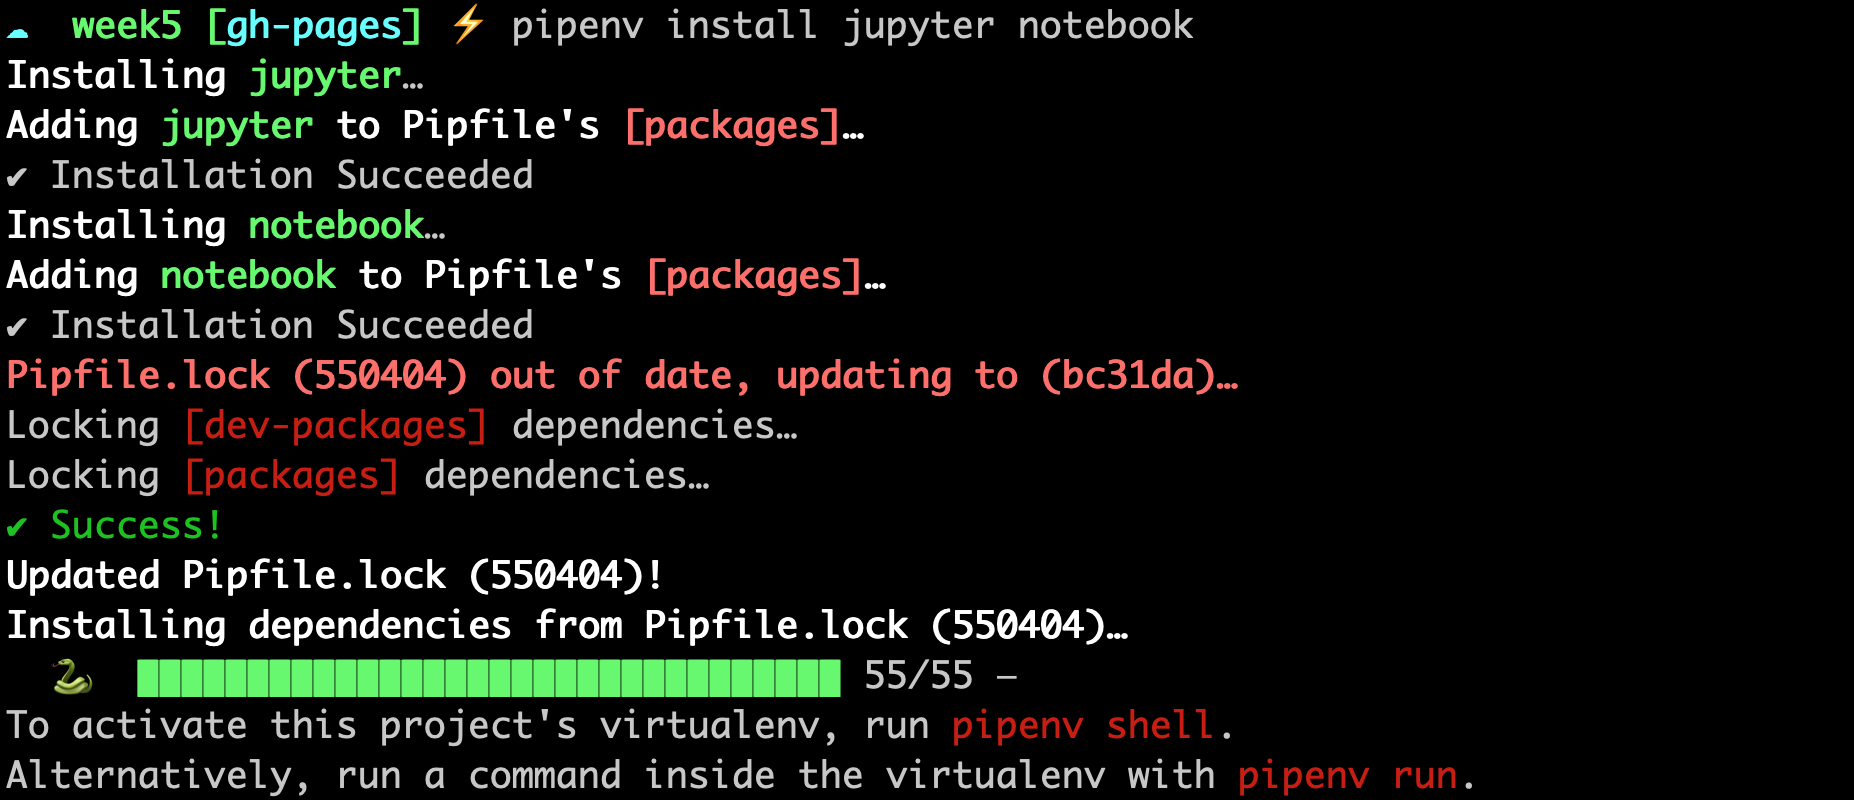 ☁ week5 [gh-pages] ⚡ pipenv install jupyter notebook
Installing jupyter…
Adding jupyter to Pipfile's [packages]…
✔ Installation Succeeded
Installing notebook…
Adding notebook to Pipfile's [packages]…
✔ Installation Succeeded
Pipfile.lock (550404) out of date, updating to (bc31da)…
Locking [dev-packages] dependencies…
Locking [packages] dependencies…
✔ Success!
Updated Pipfile.lock (550404)!
Installing dependencies from Pipfile.lock (550404)…
🐍 ▉▉▉▉▉▉▉▉▉▉▉▉▉▉▉▉▉▉▉▉▉▉▉▉▉▉▉▉▉▉▉▉ 55/55 —
To activate this project's virtualenv, run pipenv shell.
Alternatively, run a command inside the virtualenv with pipenv run.